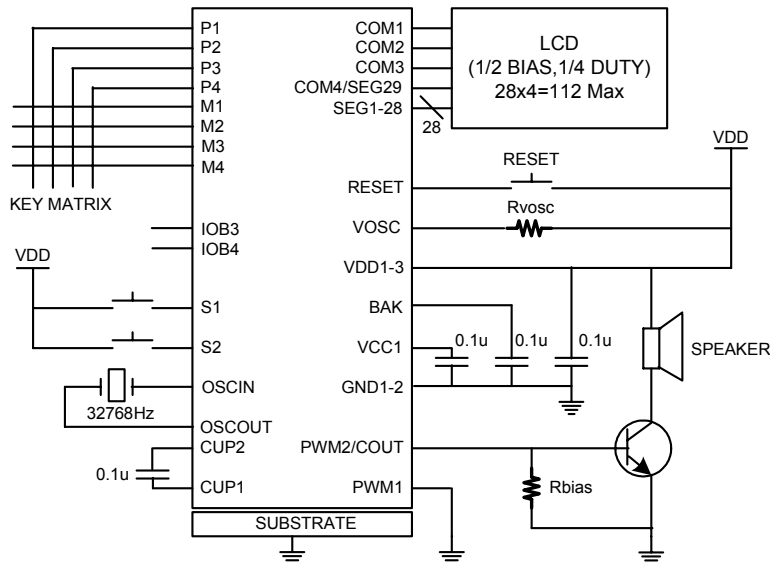 P1
P2
P3
P4
M1
M2
M3
M4
KEY MATRIX
IOB3
IOB4
VDD
S1
S2
OSCIN
32768Hz
OSCOUT
CUP2
0.1u
CUP1
SUBSTRATE
COM1
COM2
COM3
COM4/SEG29
SEG1-28
28
LCD
(1/2 BIAS,1/4 DUTY)
28x4=112 Max
VDD
RESET
RESET
Rvosc
VOSC
VDD1-3
BAK
VCC1
0.1u
0.1u
0.1u
SPEAKER
GND1-2
PWM2/COUT
Rbias
PWM1